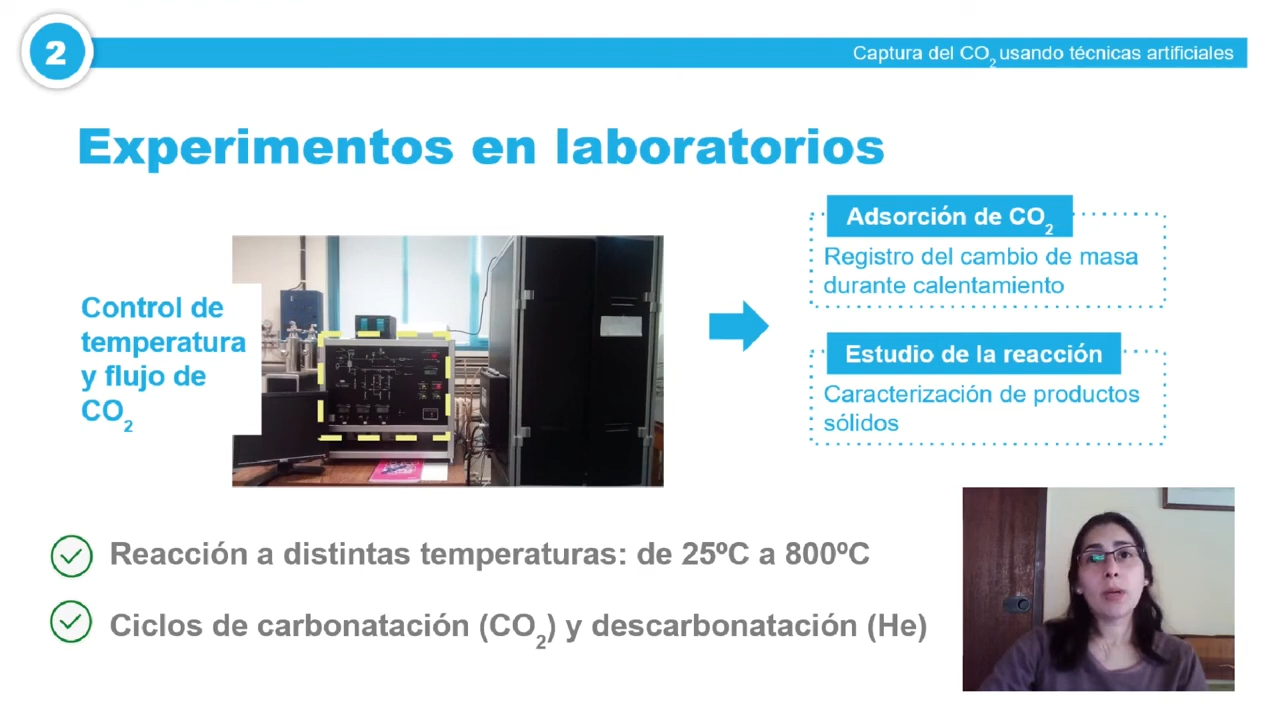 2
Captura del CO₂ usando técnicas artificiales
Experimentos en laboratorios
Control de
temperatura
y flujo de
CO₂
Adsorción de CO₂
Registro del cambio de masa
durante calentamiento
Estudio de la reacción
Caracterización de productos
sólidos
Reacción a distintas temperaturas: de 25ºC a 800ºC
Ciclos de carbonatación (CO₂) y descarbonatación (He)